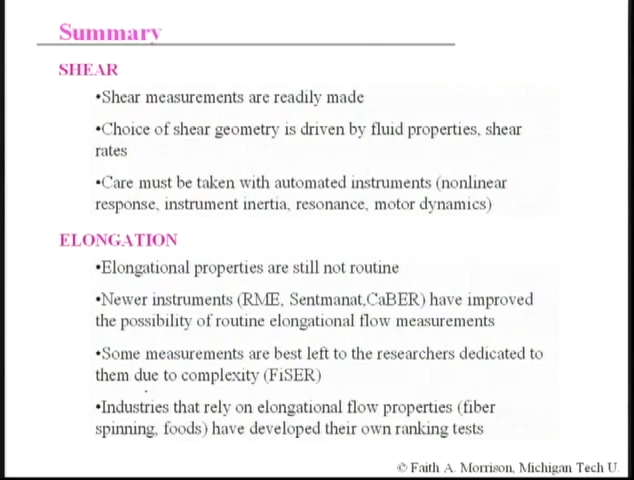 Summary
SHEAR
•Shear measurements are readily made
•Choice of shear geometry is driven by fluid properties, shear
rates
•Care must be taken with automated instruments (nonlinear
response, instrument inertia, resonance, motor dynamics)
ELONGATION
•Elongational properties are still not routine
•Newer instruments (RME, Sentmanat,CaBER) have improved
the possibility of routine elongational flow measurements
•Some measurements are best left to the researchers dedicated to
them due to complexity (FiSER)
•Industries that rely on elongational flow properties (fiber
spinning, foods) have developed their own ranking tests
© Faith A. Morrison, Michigan Tech U.